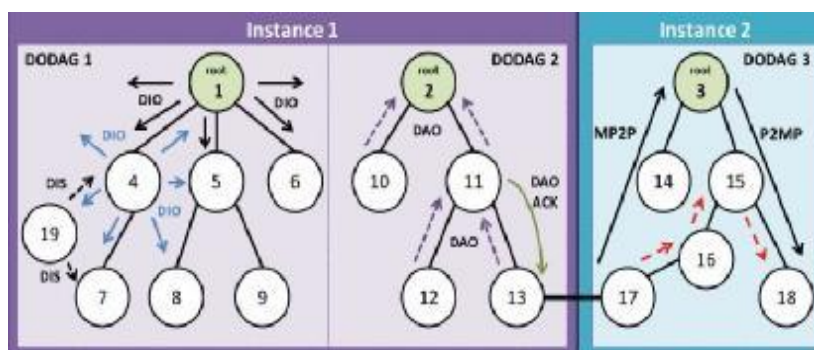 Instance 1
Instance 2
DODAG 1
DODAG 2
DODAG 3
root
1
root
2
root
3
DIO
DIO
DIO
DAO
MP2P
P2MP
DIS
4
5
6
10
11
DAO
ACK
14
15
19
DIO
DAO
16
DIS
7
8
9
12
13
17
18